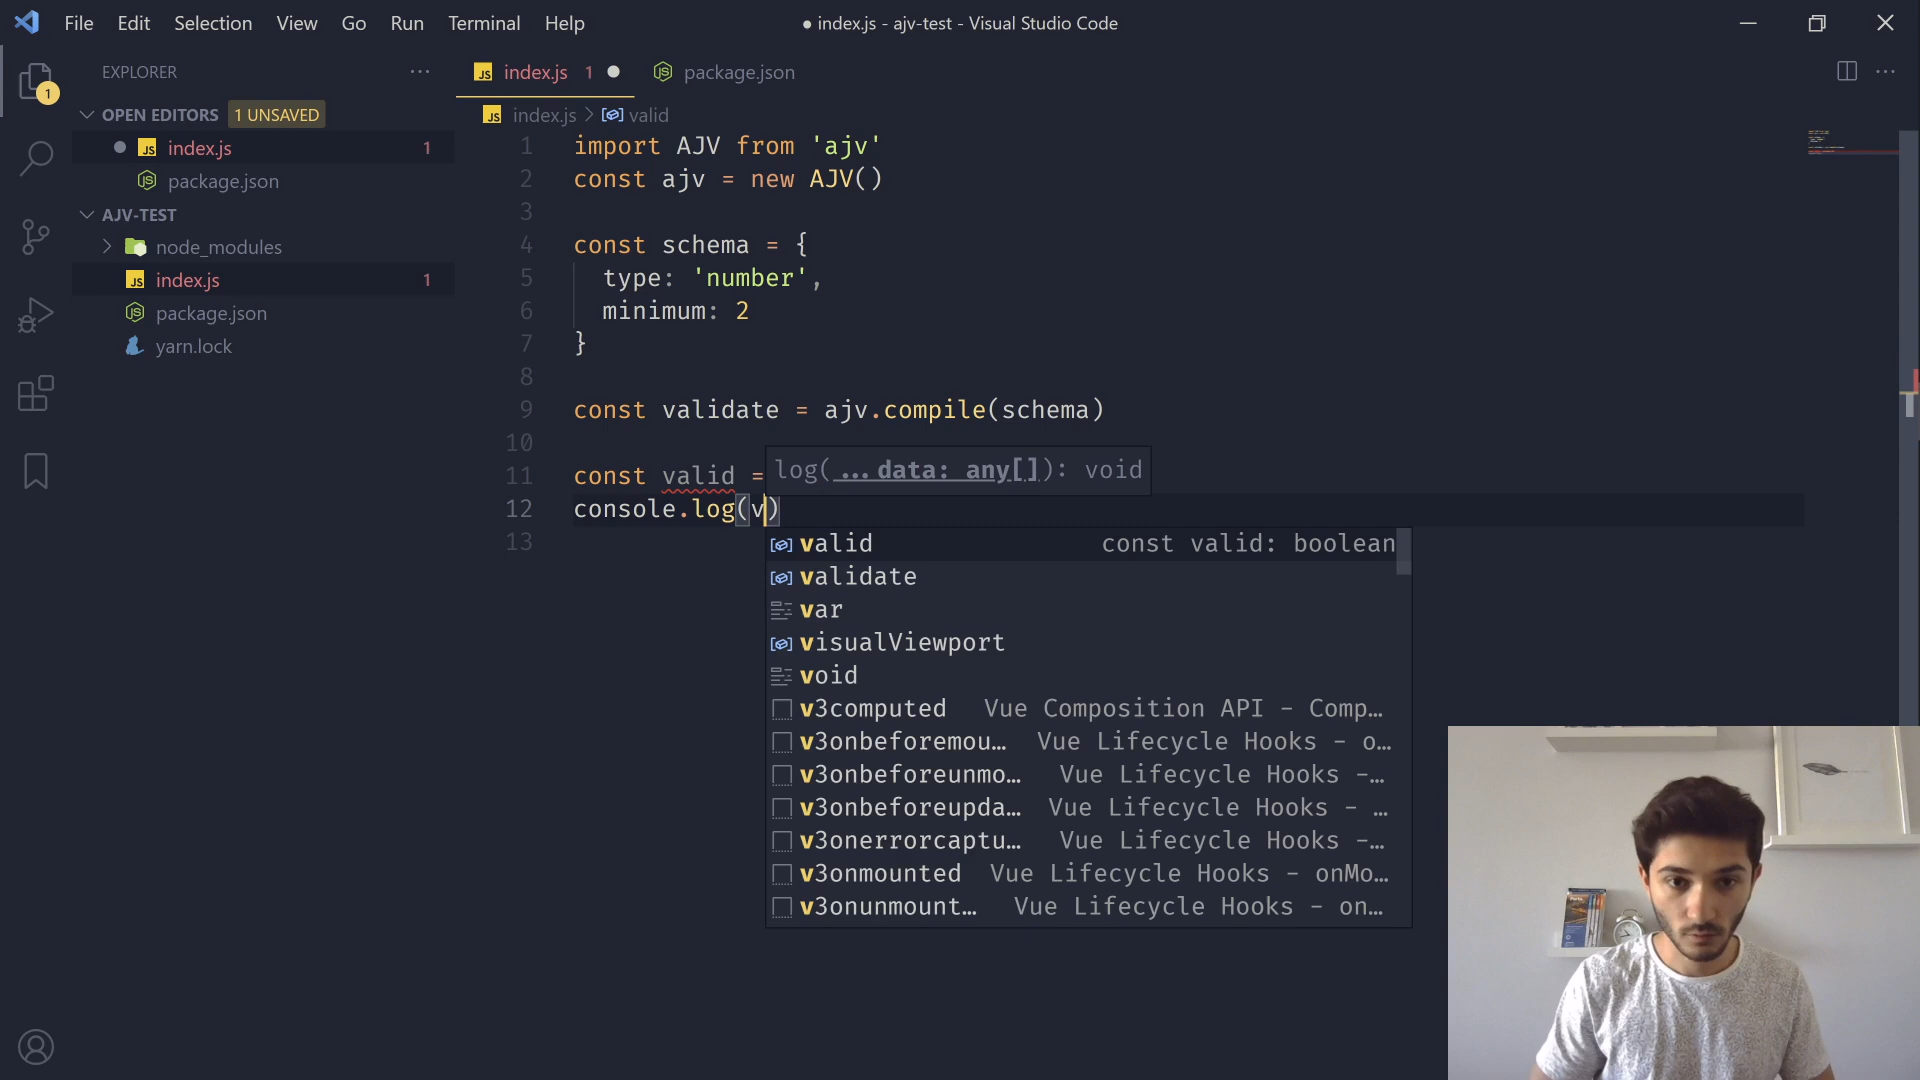 File Edit Selection View Go Run Terminal Help
● index.js - ajv-test - Visual Studio Code
EXPLORER
OPEN EDITORS 1 UNSAVED
index.js 1
package.json
AJV-TEST
node_modules
index.js 1
package.json
yarn.lock
1
JS index.js 1
package.json
JS index.js > valid
1 import AJV from 'ajv'
2 const ajv = new AJV()
3
4 const schema = {
5 type: 'number',
6 minimum: 2
7 }
8
9 const validate = ajv.compile(schema)
10
11 const valid =
log(...data: any[]): void
12 console.log(v)
13
valid const valid: boolean
validate
var
visualViewport
void
v3computed Vue Composition API - Comp…
v3onbeforemou… Vue Lifecycle Hooks - o…
v3onbeforeunmo… Vue Lifecycle Hooks -…
v3onbeforeupda… Vue Lifecycle Hooks - …
v3onerrorcaptu… Vue Lifecycle Hooks -…
v3onmounted Vue Lifecycle Hooks - onMo…
v3onunmount… Vue Lifecycle Hooks - on…